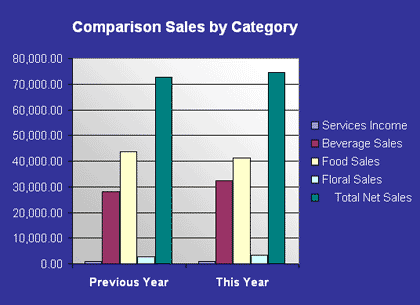 Comparison Sales by Category
80,000.00
70,000.00
60,000.00
50,000.00
40,000.00
30,000.00
20,000.00
10,000.00
0.00
Previous Year
This Year
Services Income
Beverage Sales
Food Sales
Floral Sales
Total Net Sales